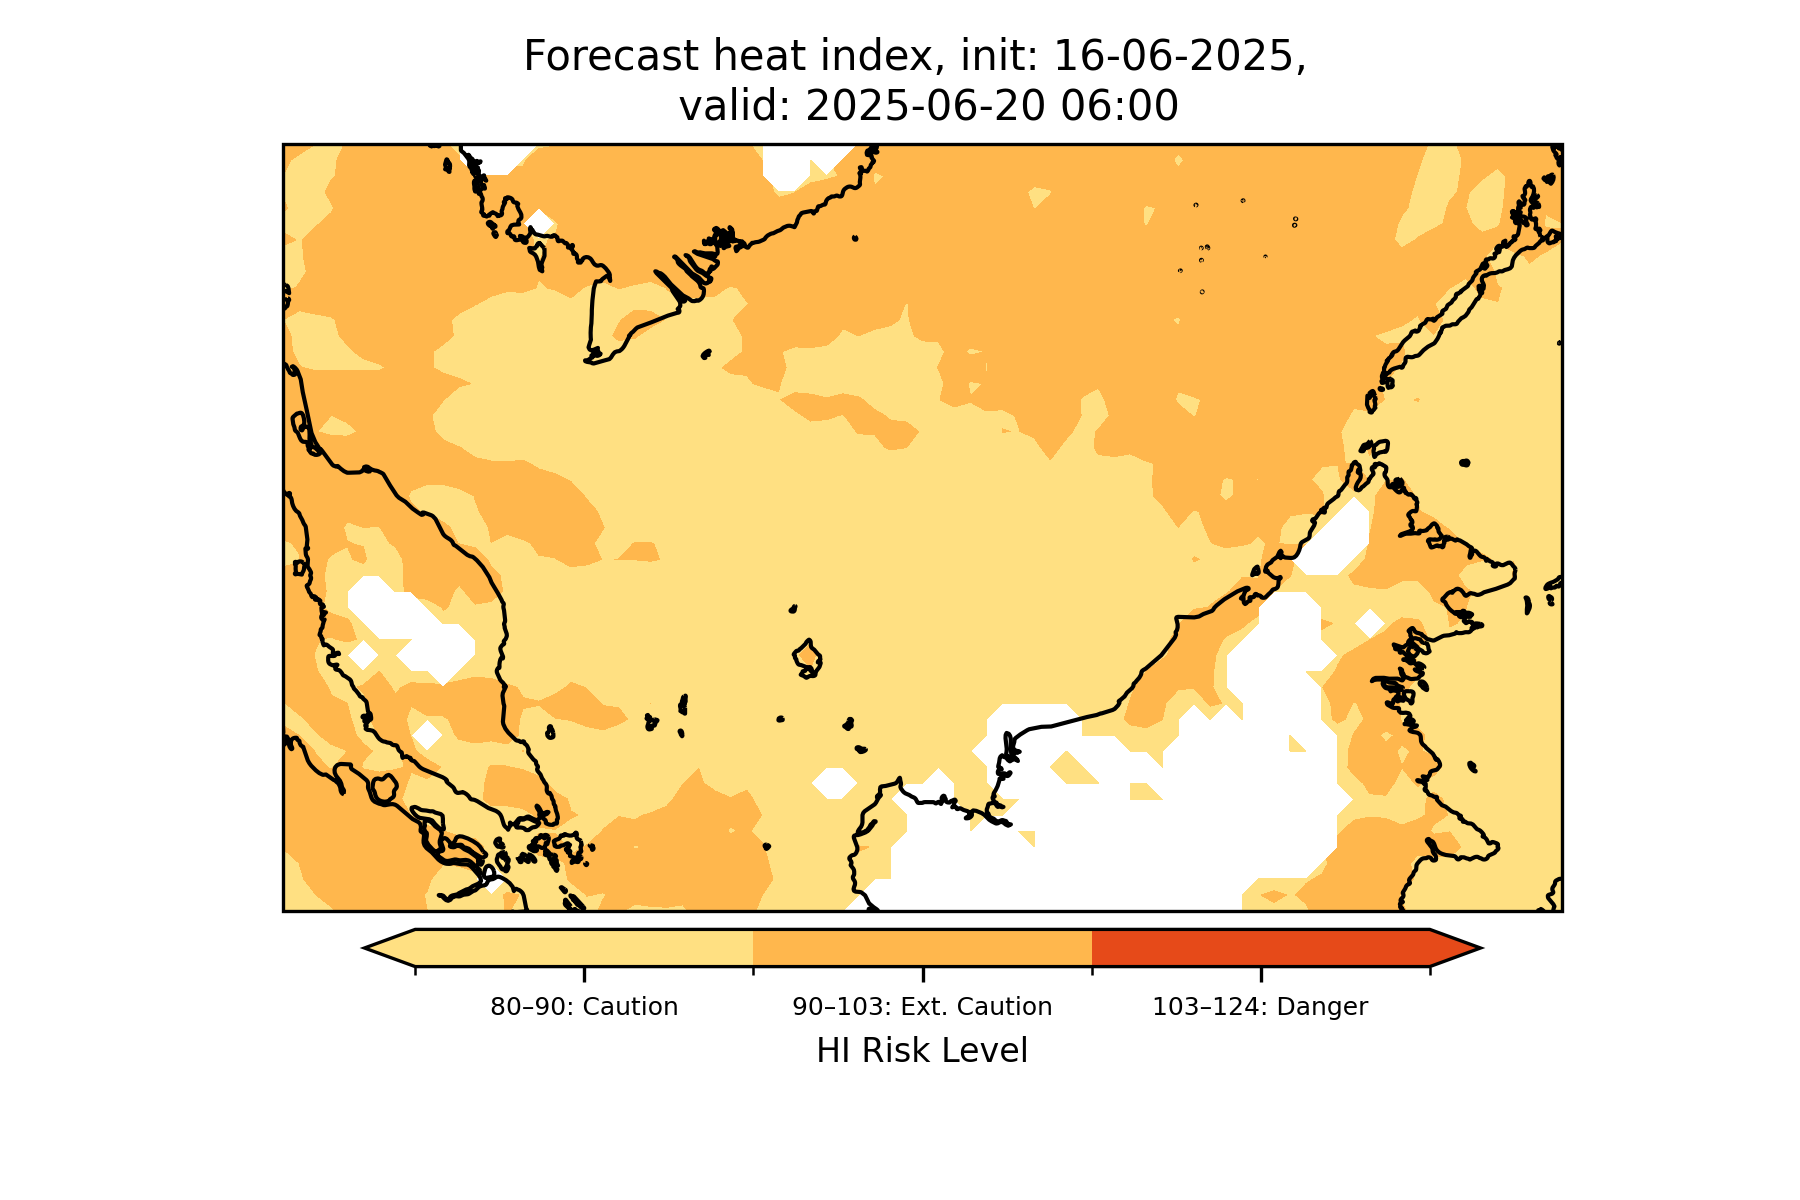 Forecast heat index, init: 16-06-2025,
valid: 2025-06-20 06:00
80–90: Caution
90–103: Ext. Caution
103–124: Danger
HI Risk Level